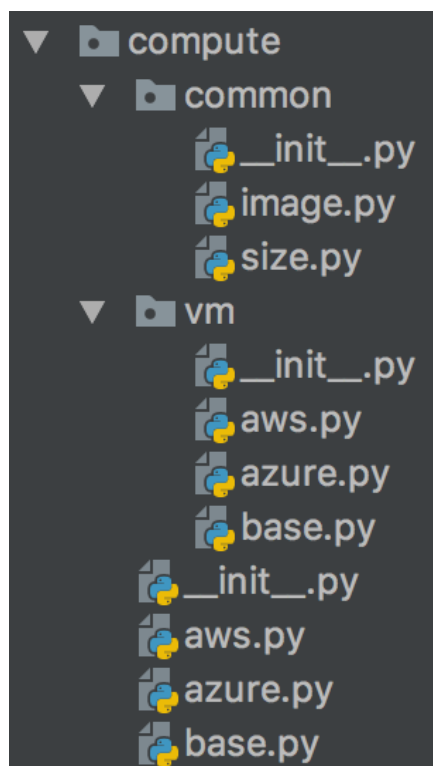 compute
common
__init__.py
image.py
size.py
vm
__init__.py
aws.py
azure.py
base.py
__init__.py
aws.py
azure.py
base.py